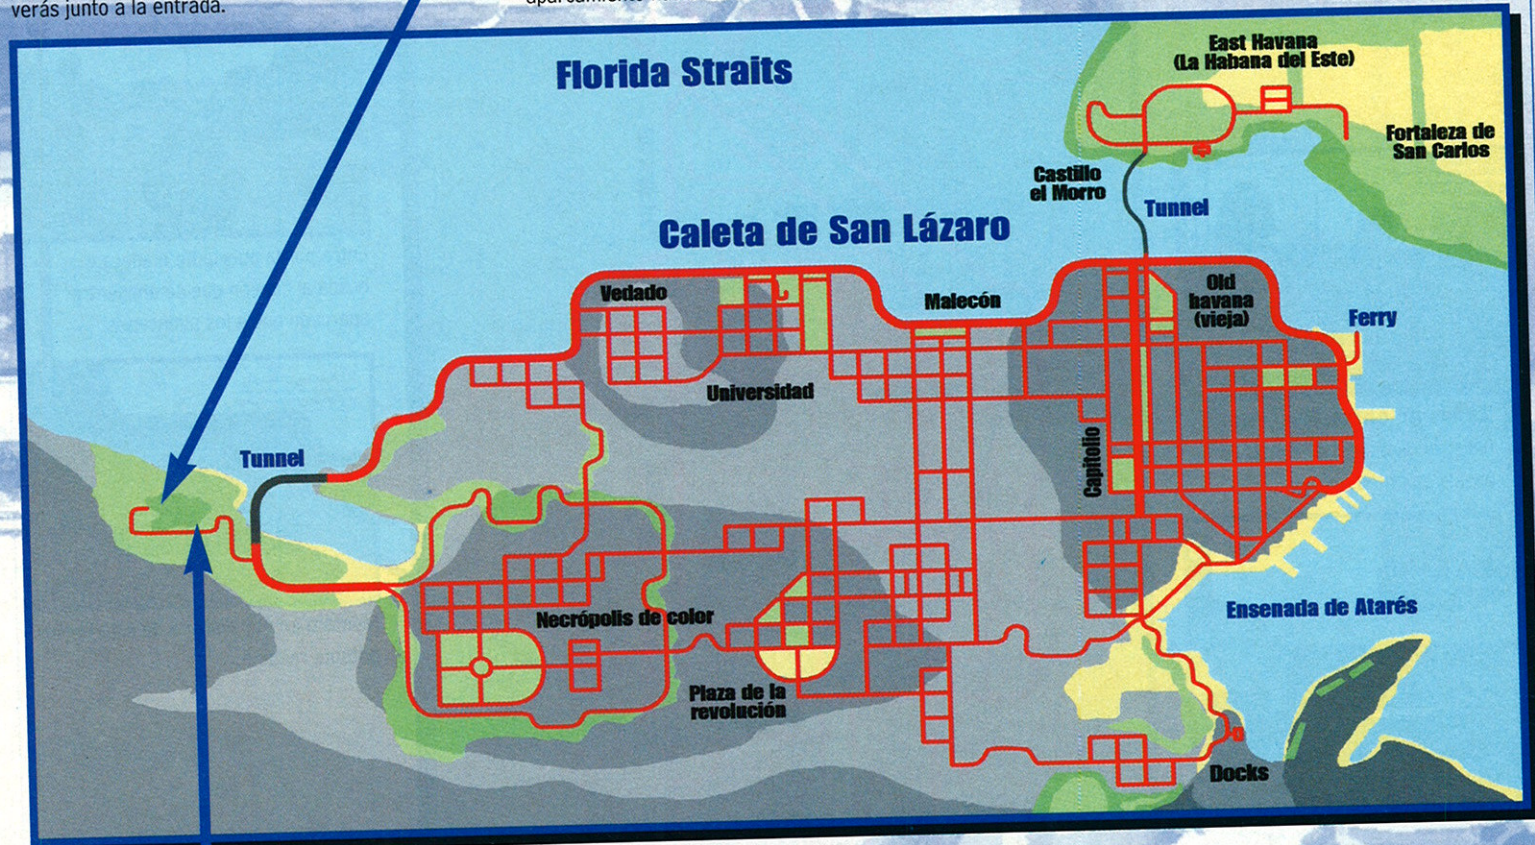 verás junto a la entrada.
Florida Straits
East Havana
(La Habana del Este)
Fortaleza de
San Carlos
Castillo
el Morro
Tunnel
Caleta de San Lázaro
Vedado
Malecón
Old
havana
(vieja)
Ferry
Universidad
Capitolio
Tunnel
Necrópolis de color
Ensenada de Atarés
Plaza de la
revolución
Docks